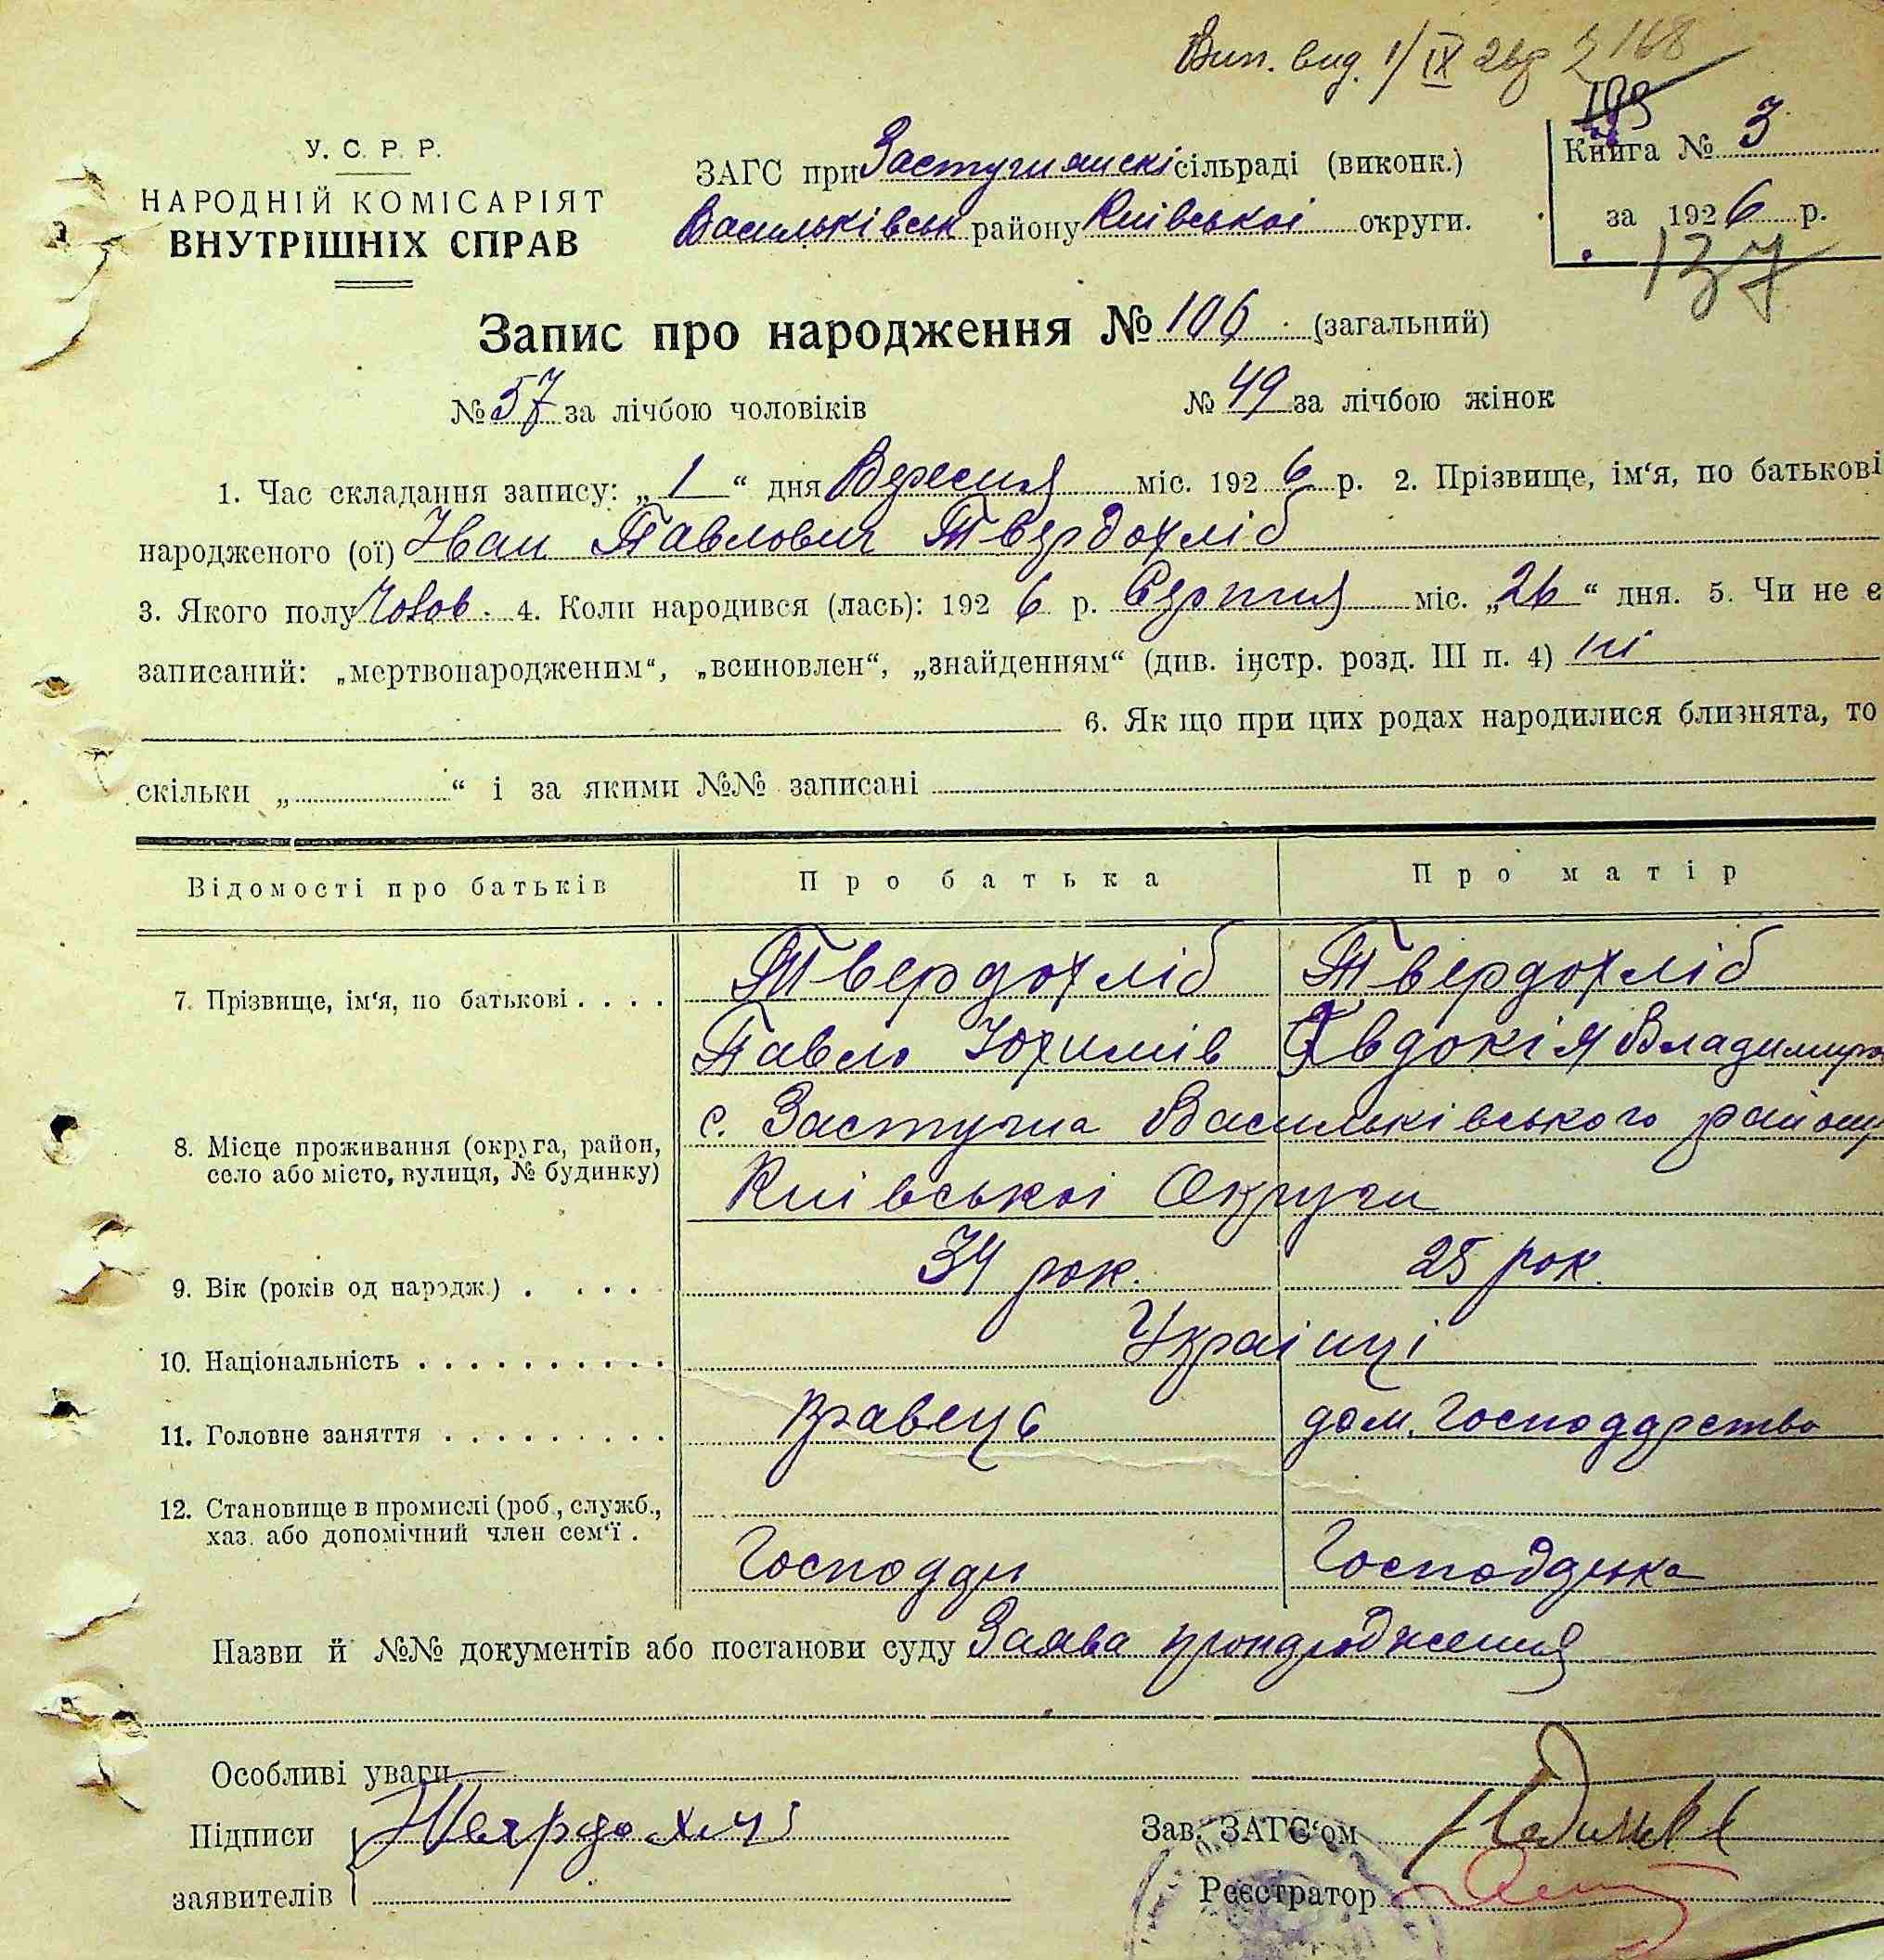 Вип. вид. 1/IX 26р
168
193
У. С. Р. Р.
НАРОДНІЙ КОМІСАРІЯТ
ВНУТРІШНІХ СПРАВ
ЗАГС при Застугнянскі сільраді (виконк.)
Васильківськ району Київської округи.
Книга № 3
за 1926 р.
137
Запис про народження № 106 (загальний)
№ 57 за лічбою чоловіків № 49 за лічбою жінок
1. Час складання запису: „1“ дня Вересня міс. 1926 р. 2. Прізвище, ім‘я, по батькові
народженого (ої) Иван Павлович Твердохліб
3. Якого полу Чолов. 4. Коли народився (лась): 1926 р. Серпня міс. „26“ дня. 5. Чи не є
записаний: „мертвонародженим“, „всиновлен“, „знайденням“ (див. інстр. розд. III п. 4) ні
6. Як що при цих родах народилися близнята, то
скільки „ “ і за якими №№ записані
Відомості про батьків Про батька Про матір
Твердохліб Твердохліб
7. Прізвище, ім‘я, по батькові . . . .
Павло Юхимів Явдокія Владимиров
с. Застугна Васильківського району
8. Місце проживання (округа, район,
село або місто, вулиця, № будинку)
Київської Округи
9. Вік (років од народж.) . . . . 34 рок. 25 рок.
10. Національність . . . . . . . . . . Українці
11. Головне заняття . . . . . . . . . Кравець дом. Господарство
12. Становище в промислі (роб., служб.,
хаз. або допомічний член сем‘ї .
Господар Господарка
Назви й №№ документів або постанови суду Заява пронародження
Особливі уваги
Підписи Твердохліб
заявителів
Зав. ЗАГС‘ом
Реєстратор